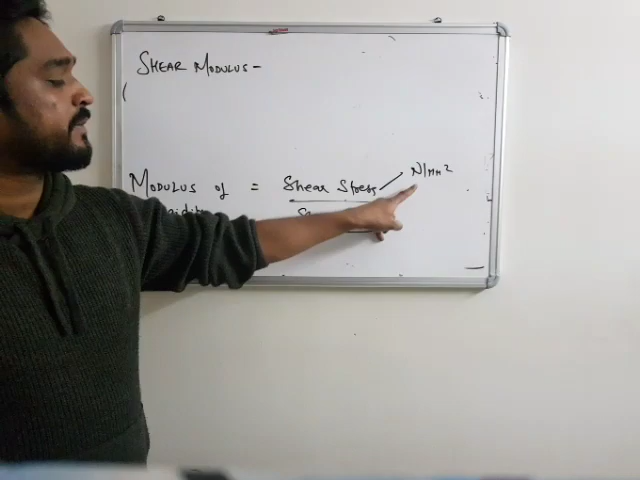 SHEAR MODULUS -
MODULUS of = Shear Stress N/MM²